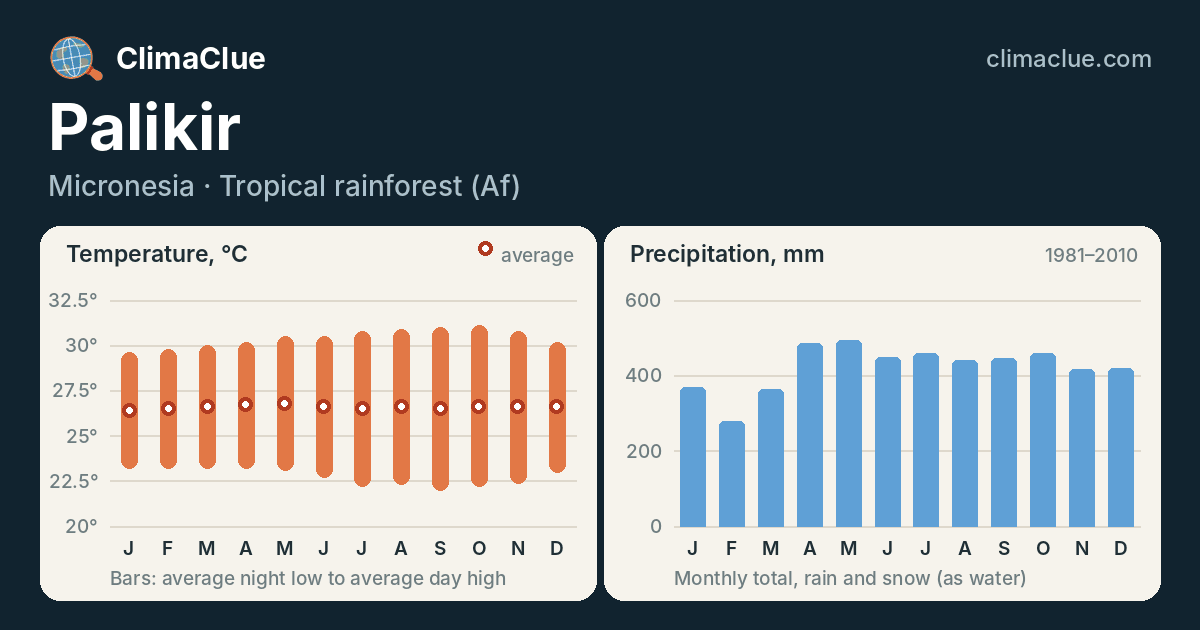 ClimaClue
climaclue.com
Palikir
Micronesia · Tropical rainforest (Af)
Temperature, °C
average
32.5°
30°
27.5°
25°
22.5°
20°
J F M A M J J A S O N D
Bars: average night low to average day high
Precipitation, mm
1981–2010
600
400
200
0
J F M A M J J A S O N D
Monthly total, rain and snow (as water)